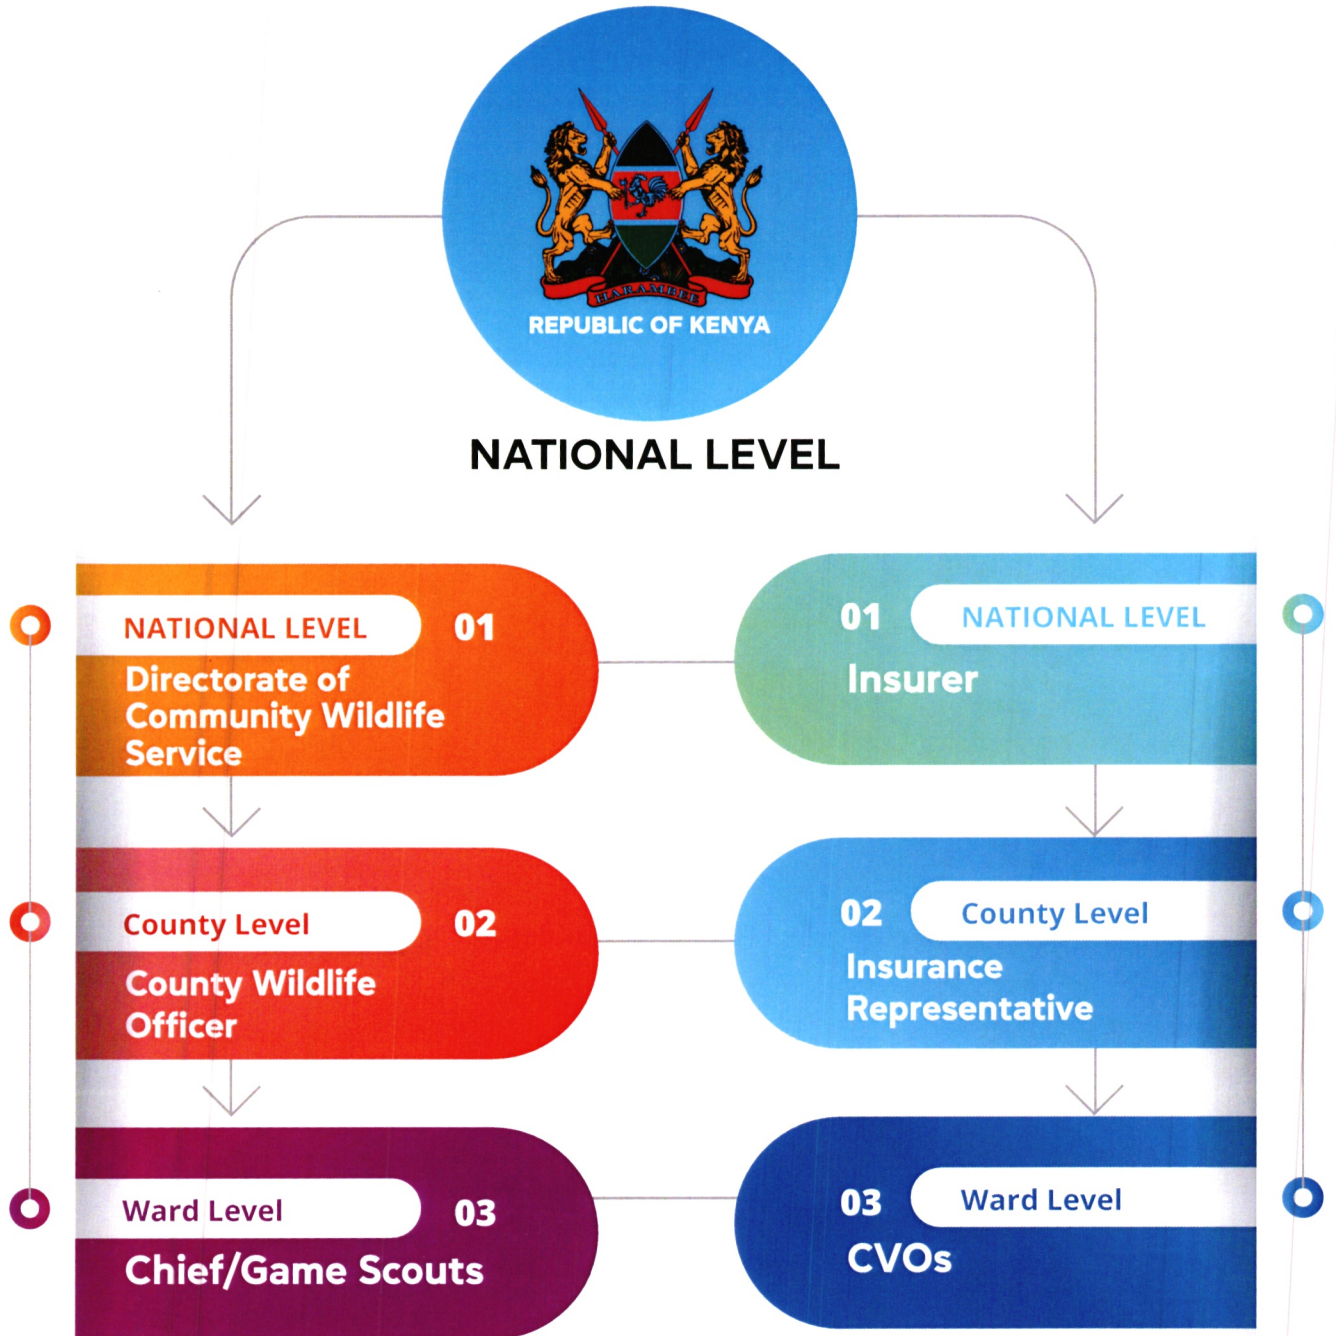 HARAMBEE
REPUBLIC OF KENYA
NATIONAL LEVEL
NATIONAL LEVEL 01
Directorate of
Community Wildlife
Service
01 NATIONAL LEVEL
Insurer
County Level 02
County Wildlife
Officer
02 County Level
Insurance
Representative
Ward Level 03
Chief/Game Scouts
03 Ward Level
CVOs